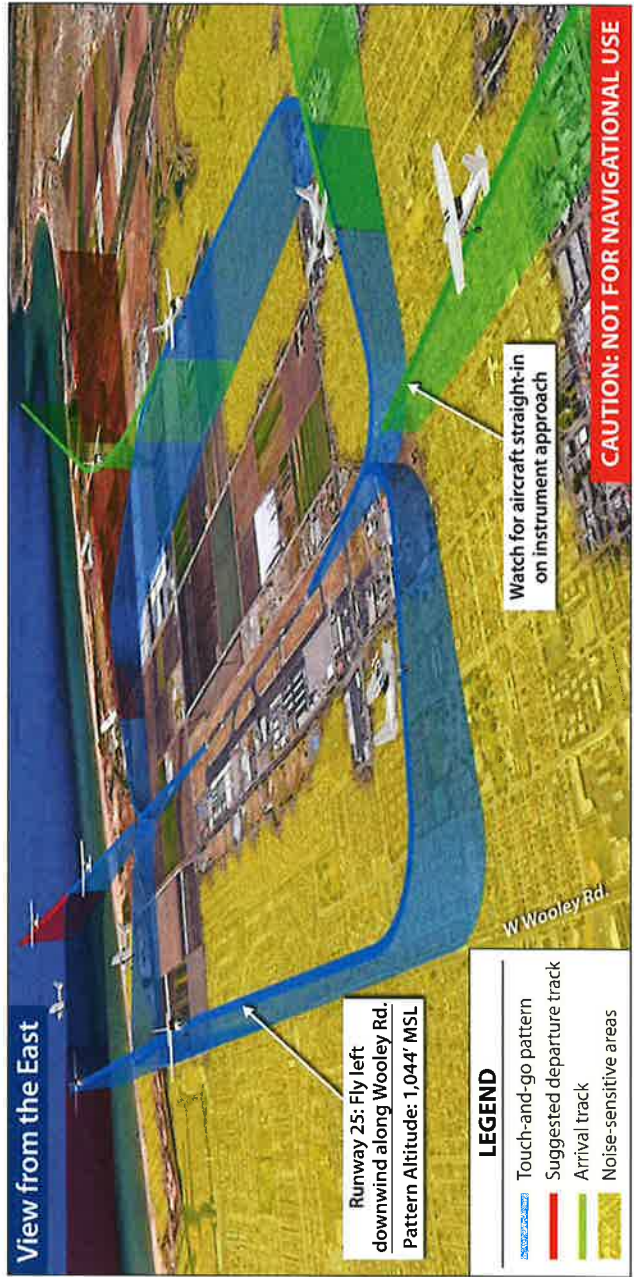 View from the East
Runway 25: Fly left
downwind along Wooley Rd.
Pattern Altitude: 1,044' MSL
Watch for aircraft straight-in
on instrument approach
W Wooley Rd.
LEGEND
Touch-and-go pattern
Suggested departure track
Arrival track
Noise-sensitive areas
CAUTION: NOT FOR NAVIGATIONAL USE